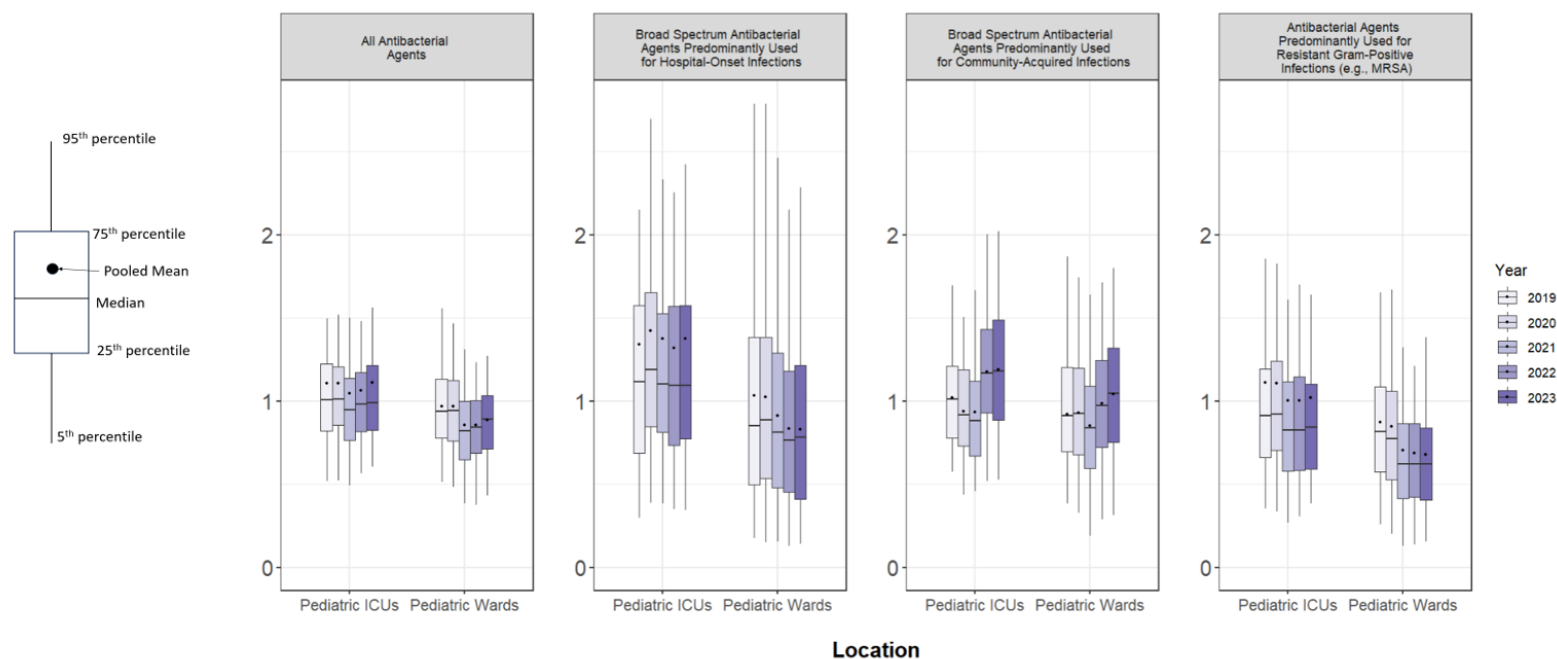 All Antibacterial
Agents
Broad Spectrum Antibacterial
Agents Predominantly Used
for Hospital-Onset Infections
Broad Spectrum Antibacterial
Agents Predominantly Used
for Community-Acquired Infections
Antibacterial Agents
Predominantly Used for
Resistant Gram-Positive
Infections (e.g., MRSA)
95th percentile
75th percentile
Pooled Mean
Median
25th percentile
5th percentile
2
1
0
2
1
0
2
1
0
2
1
0
Year
2019
2020
2021
2022
2023
Pediatric ICUs Pediatric Wards
Pediatric ICUs Pediatric Wards
Pediatric ICUs Pediatric Wards
Pediatric ICUs Pediatric Wards
Location